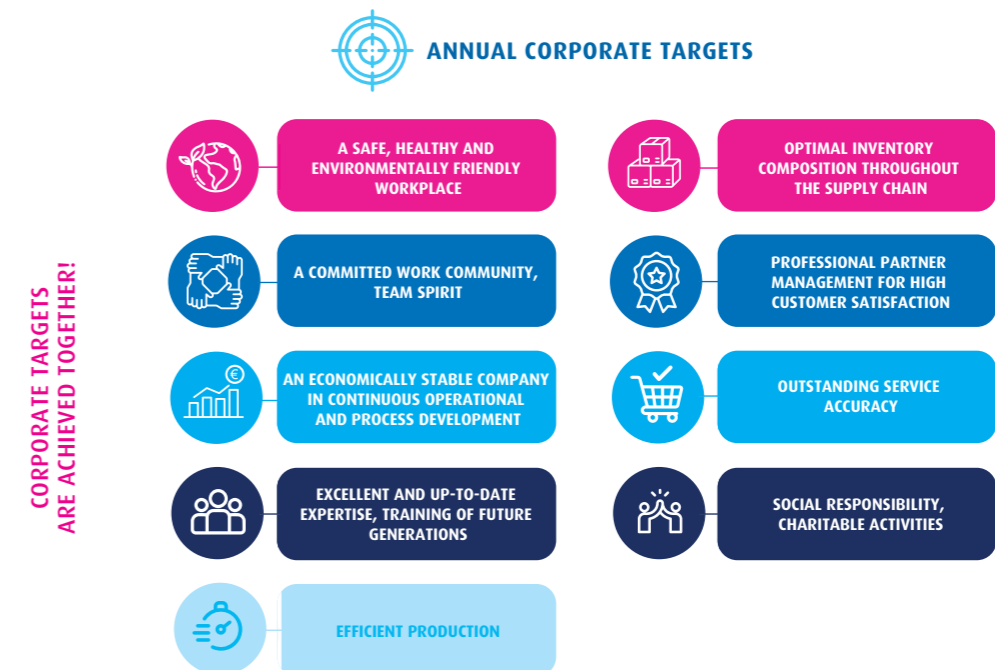 ANNUAL CORPORATE TARGETS
CORPORATE TARGETS
ARE ACHIEVED TOGETHER!
A SAFE, HEALTHY AND
ENVIRONMENTALLY FRIENDLY
WORKPLACE
A COMMITTED WORK COMMUNITY,
TEAM SPIRIT
€
AN ECONOMICALLY STABLE COMPANY
IN CONTINUOUS OPERATIONAL
AND PROCESS DEVELOPMENT
EXCELLENT AND UP-TO-DATE
EXPERTISE, TRAINING OF FUTURE
GENERATIONS
EFFICIENT PRODUCTION
OPTIMAL INVENTORY
COMPOSITION THROUGHOUT
THE SUPPLY CHAIN
PROFESSIONAL PARTNER
MANAGEMENT FOR HIGH
CUSTOMER SATISFACTION
OUTSTANDING SERVICE
ACCURACY
SOCIAL RESPONSIBILITY,
CHARITABLE ACTIVITIES